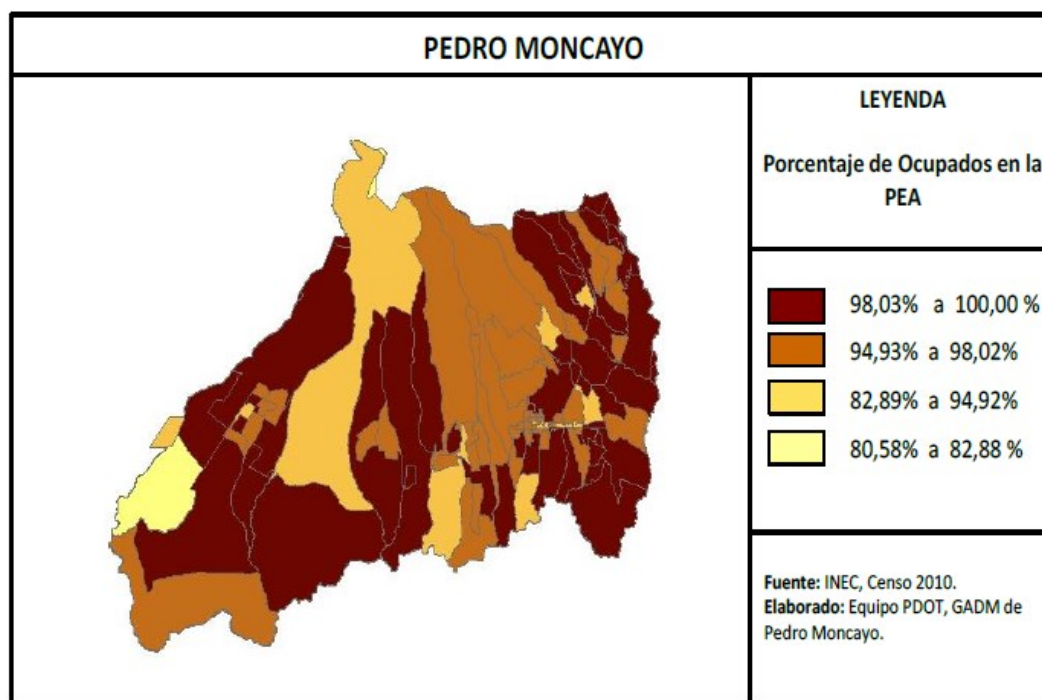 PEDRO MONCAYO
LEYENDA
Porcentaje de Ocupados en la
PEA
98,03% a 100,00 %
94,93% a 98,02%
82,89% a 94,92%
80,58% a 82,88 %
Fuente: INEC, Censo 2010.
Elaborado: Equipo PDOT, GADM de
Pedro Moncayo.